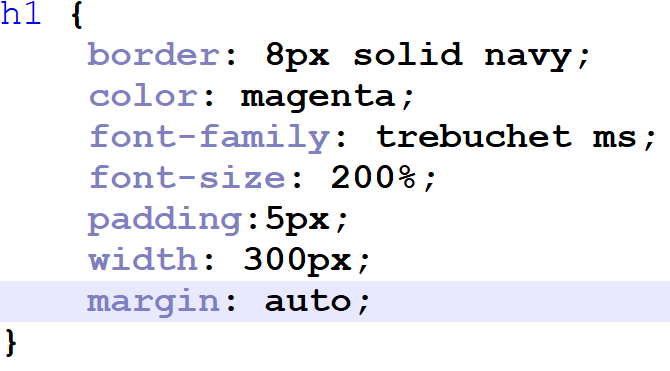 h1 {
border: 8px solid navy;
color: magenta;
font-family: trebuchet ms;
font-size: 200%;
padding:5px;
width: 300px;
margin: auto;
}